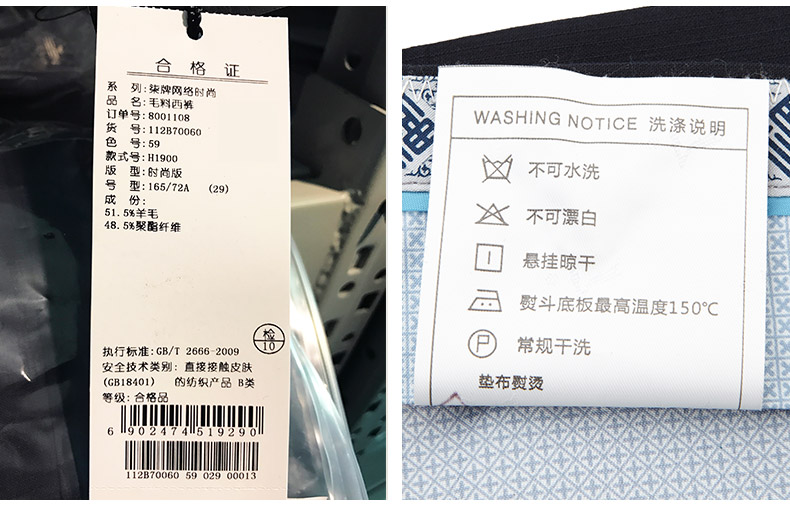 合格证
系 列:柒牌网络时尚
品 名:毛料西裤
订单号:8001108
货 号:112B70060
色 号:59
款式号:H1900
版 型:时尚版
号 型:165/72A (29)
成 份:
51.5%羊毛
48.5%聚酯纤维
检
10
执行标准:GB/T 2666-2009
安全技术类别: 直接接触皮肤
(GB18401) 的纺织产品 B类
等级:合格品
6 902474 519290
112B70060 59 029 00013
WASHING NOTICE 洗涤说明
不可水洗
不可漂白
悬挂晾干
熨斗底板最高温度150℃
P 常规干洗
垫布熨烫